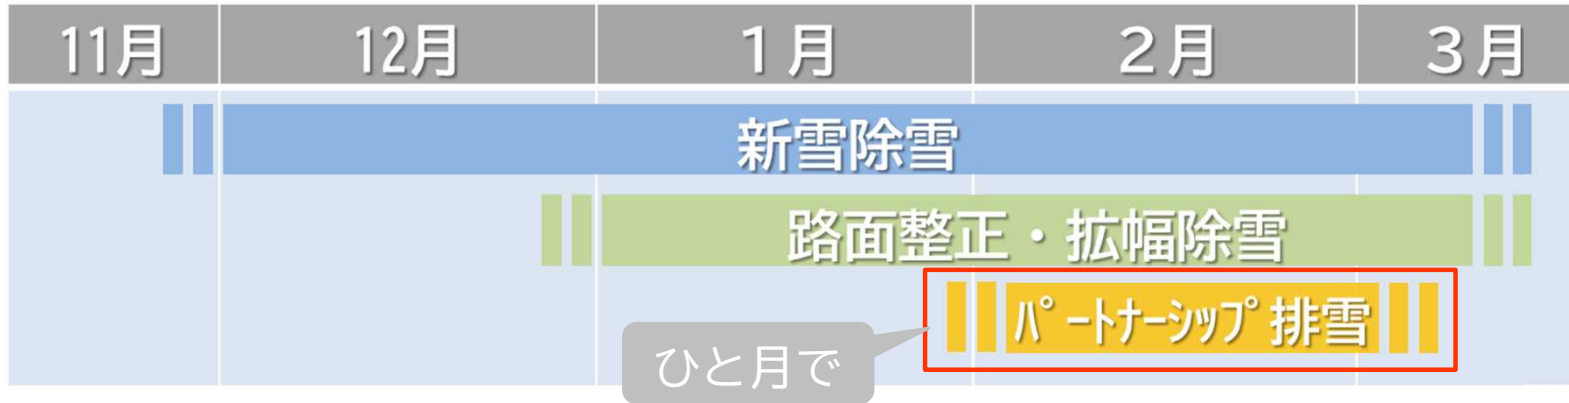 11月 12月 1月 2月 3月
新雪除雪
路面整正・拡幅除雪
ﾊﾟｰﾄﾅｰｼｯﾌﾟ排雪
ひと月で